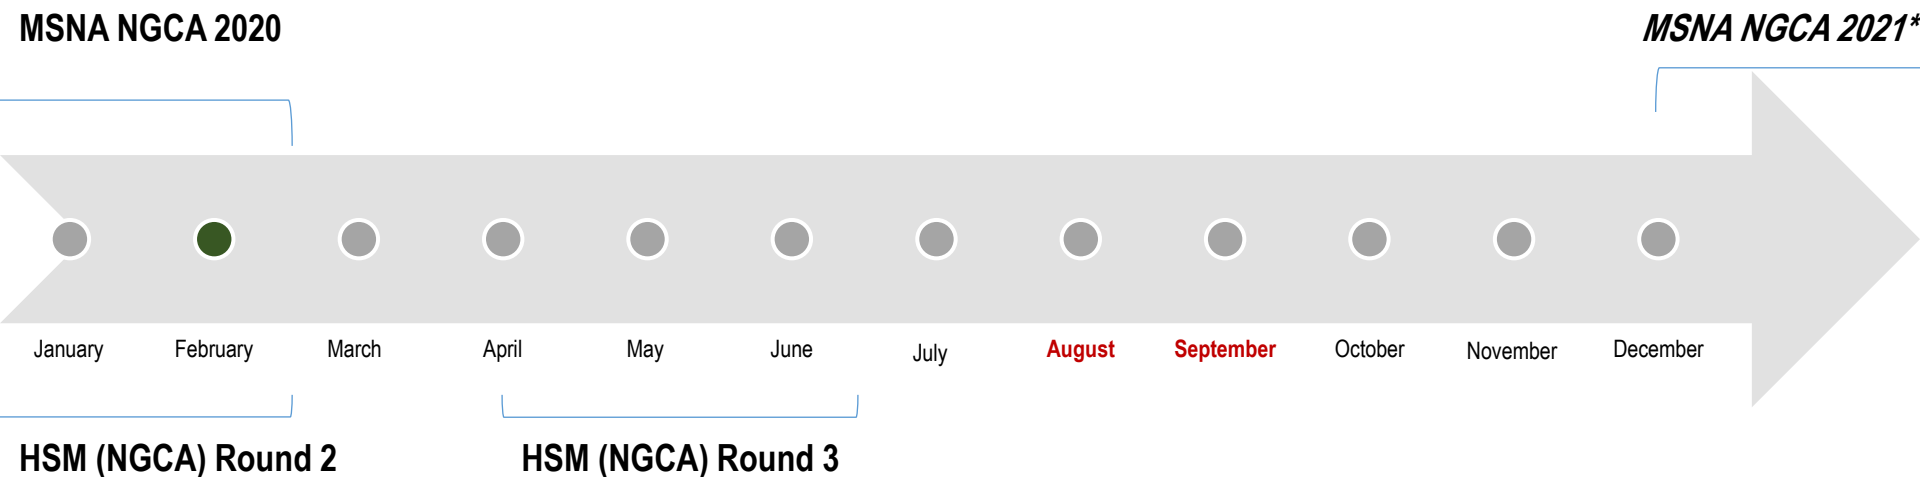 MSNA NGCA 2020
MSNA NGCA 2021*
January
February
March
April
May
June
July
August
September
October
November
December
HSM (NGCA) Round 2
HSM (NGCA) Round 3